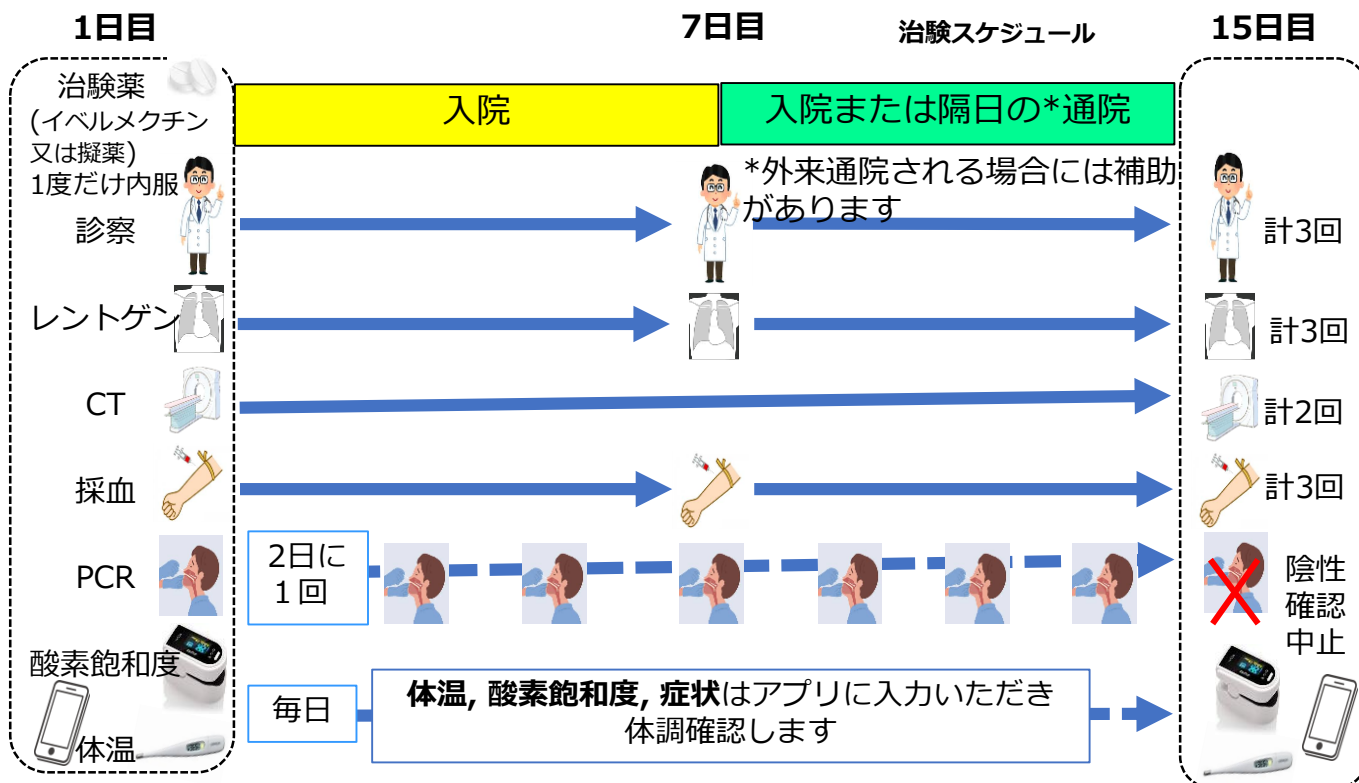 1日目
7日目
治験スケジュール
15日目
治験薬
(イベルメクチン
又は擬薬)
1度だけ内服
入院
入院または隔日の*通院
*外来通院される場合には補助
があります
診察
計3回
レントゲン
計3回
CT
計2回
採血
計3回
PCR
2日に
１回
陰性
確認
中止
酸素飽和度
体温
毎日
体温, 酸素飽和度, 症状はアプリに入力いただき
体調確認します